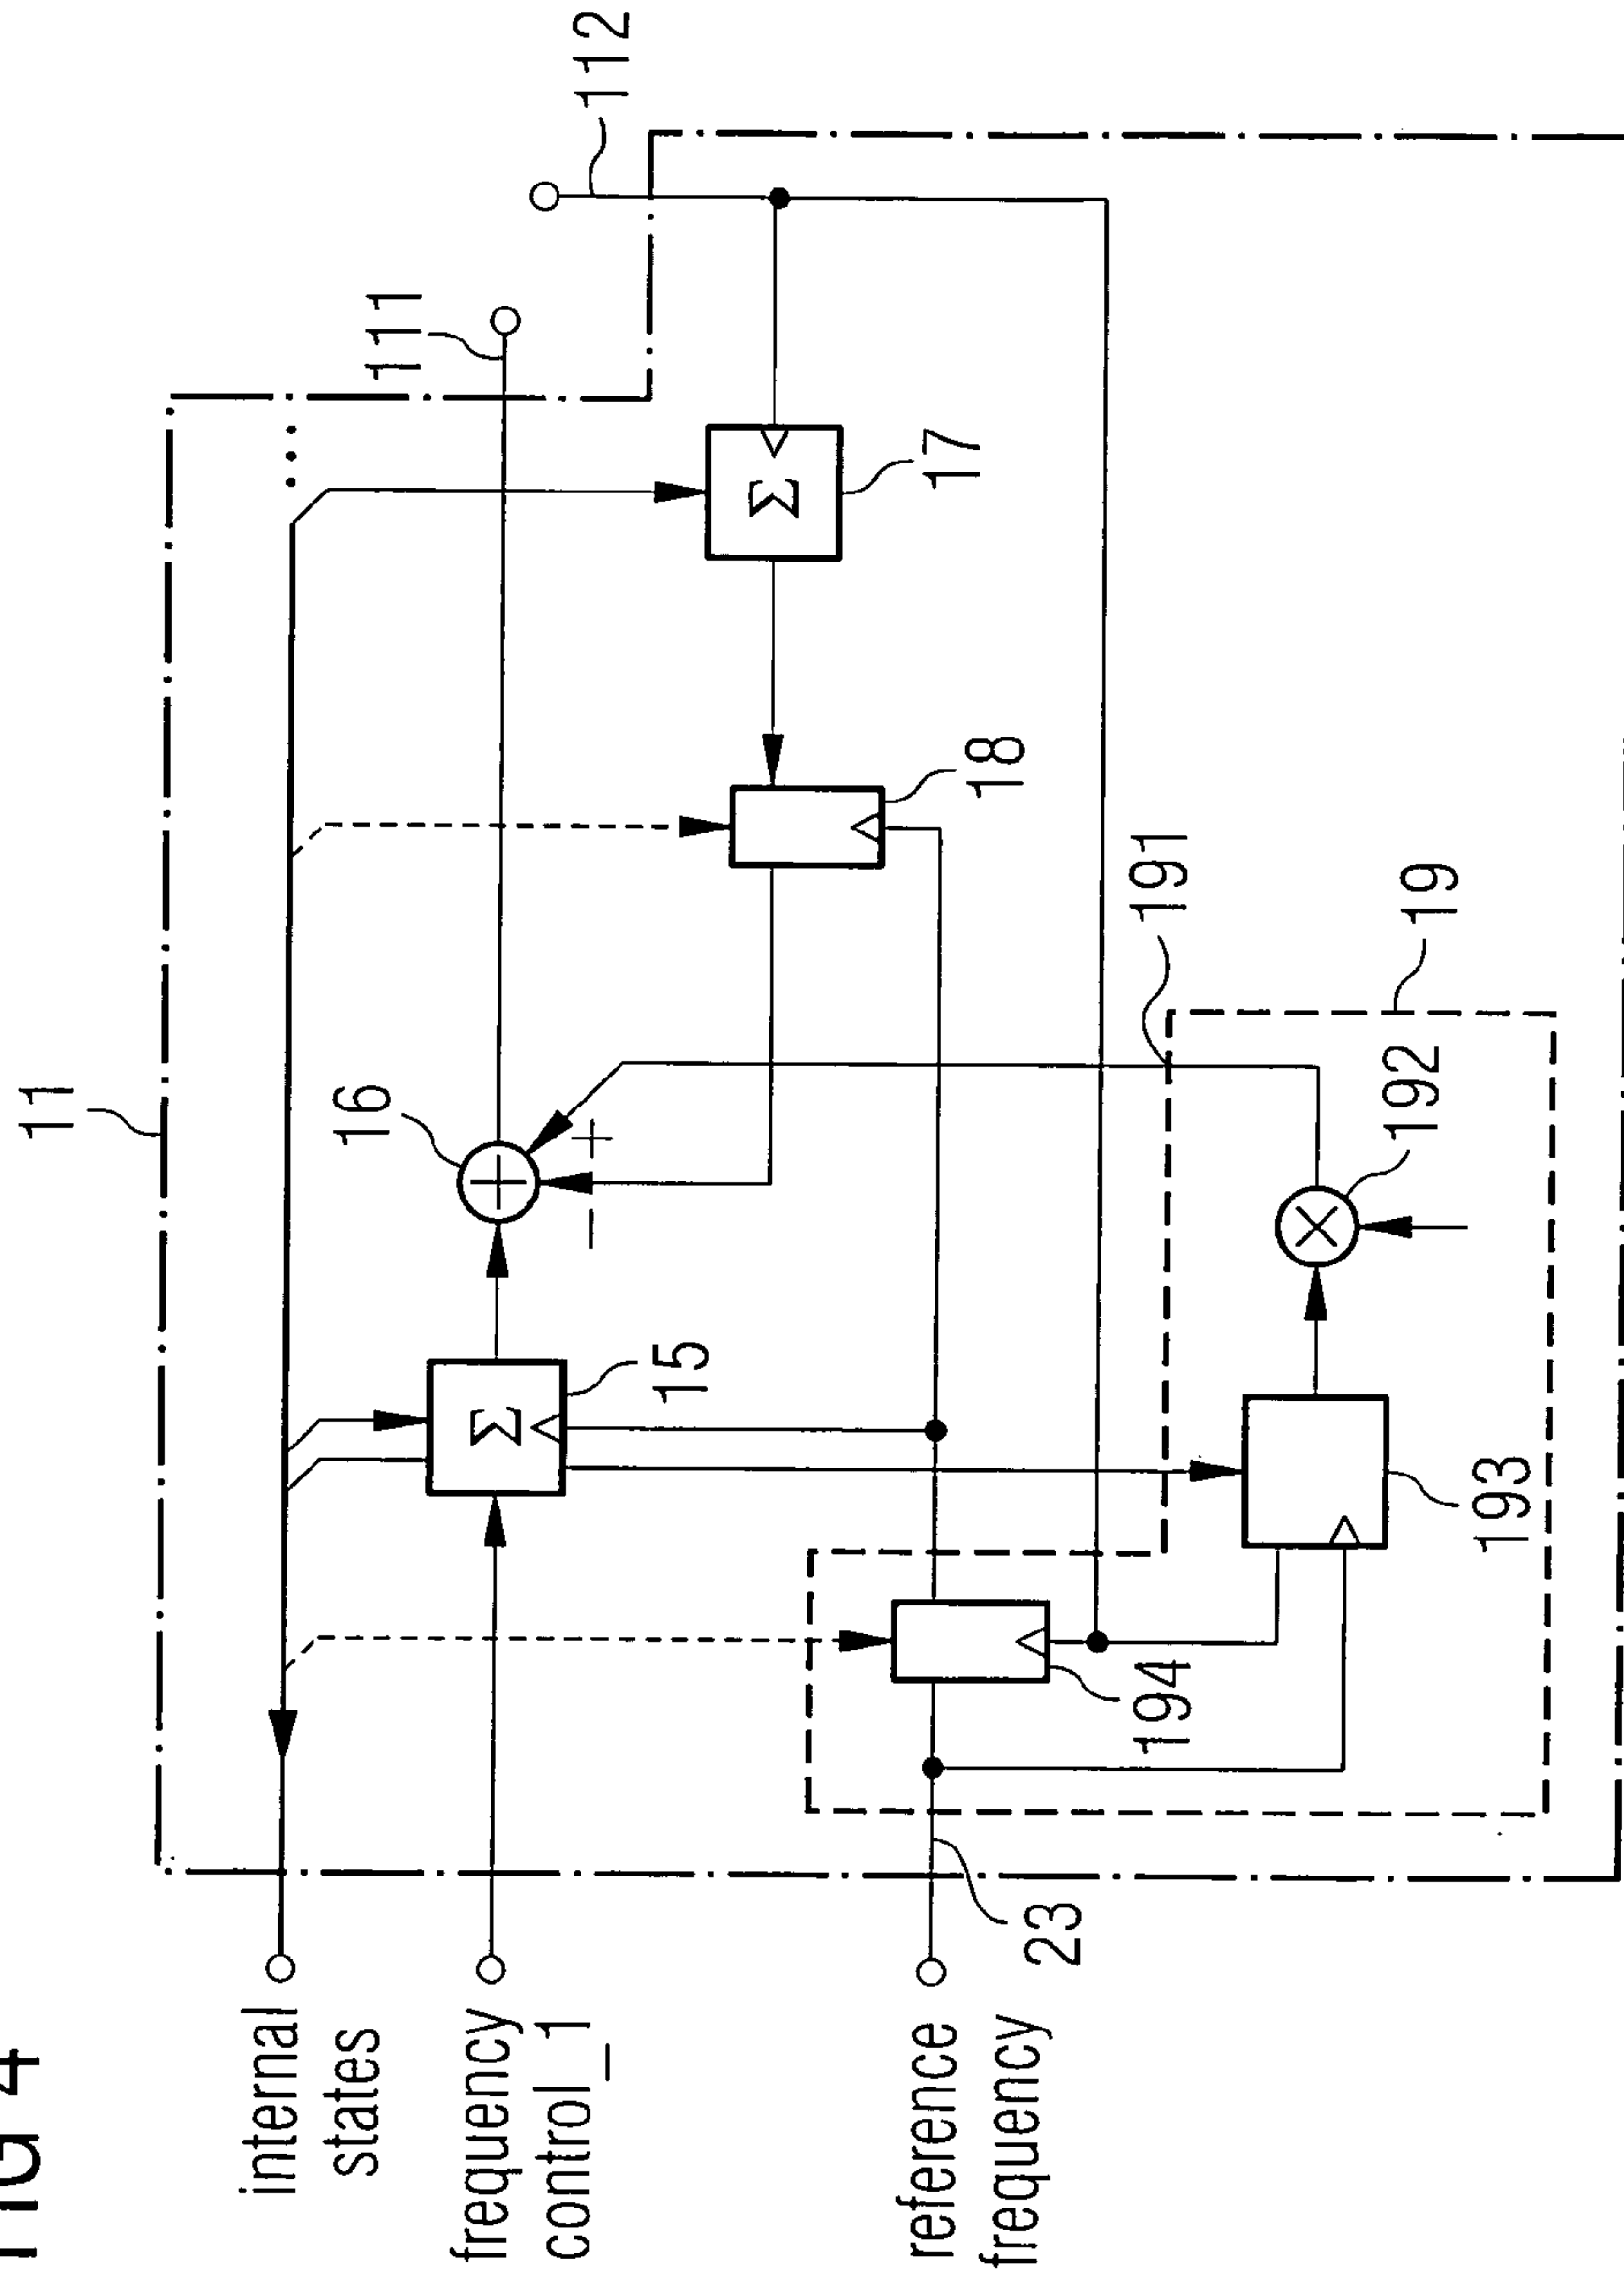 FIG 4
11
internal
states
111
112
16
frequency
control_1
15
17
18
reference
frequency
23
191
194
19
192
193
Σ
Σ
+
−